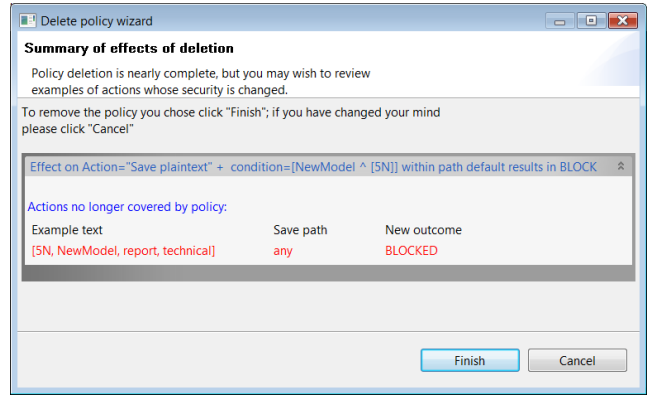 Delete policy wizard
Summary of effects of deletion
Policy deletion is nearly complete, but you may wish to review
examples of actions whose security is changed.
To remove the policy you chose click "Finish"; if you have changed your mind
please click "Cancel"
Effect on Action="Save plaintext" + condition=[NewModel ^ [5N]] within path default results in BLOCK
Actions no longer covered by policy:
Example text Save path New outcome
[5N, NewModel, report, technical] any BLOCKED
Finish Cancel